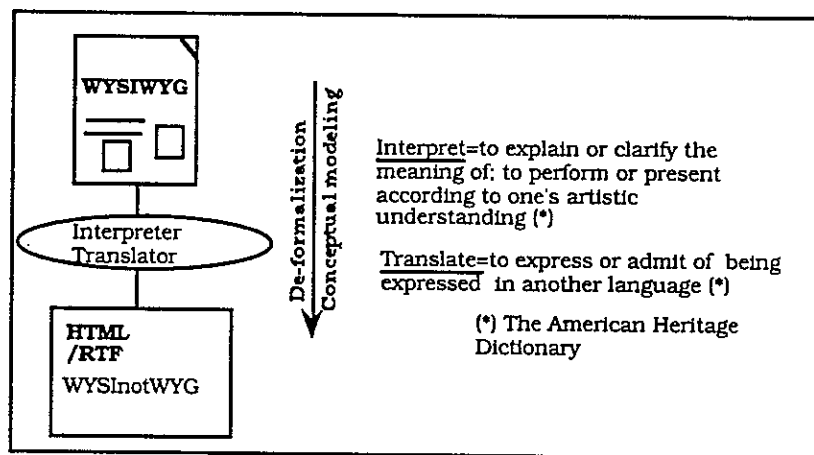 WYSIWYG
Interpreter
Translator
HTML
/RTF
WYSInotWYG
De-formalization
Conceptual modeling
Interpret=to explain or clarify the
meaning of; to perform or present
according to one's artistic
understanding (*)
Translate=to express or admit of being
expressed in another language (*)
(*) The American Heritage
Dictionary